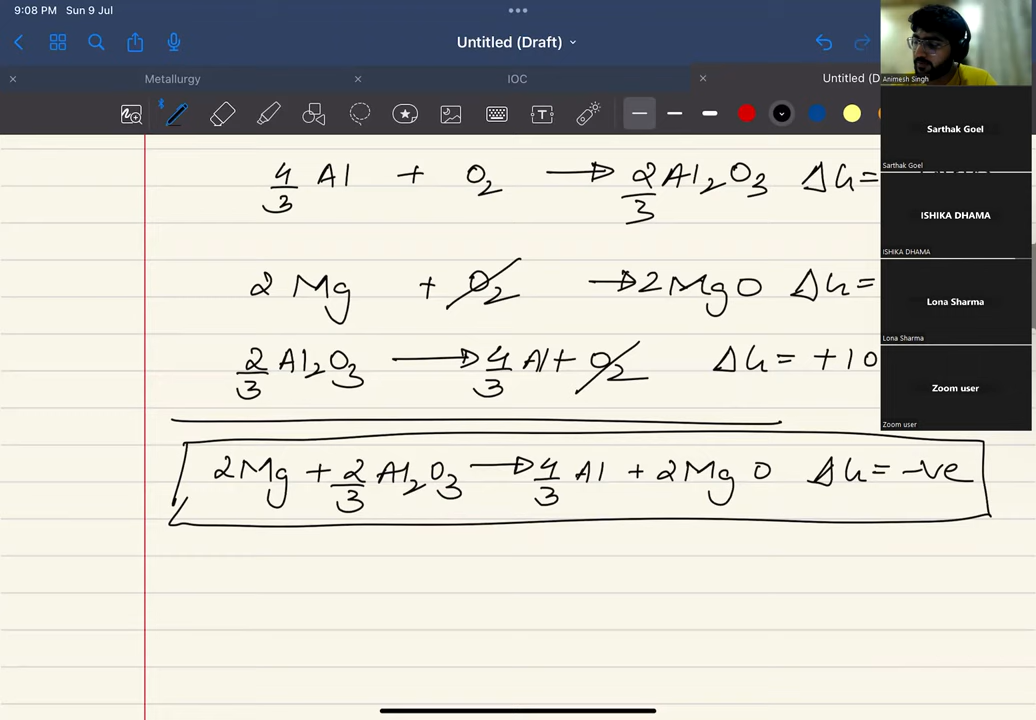 9:08 PM Sun 9 Jul
Untitled (Draft)
Metallurgy
IOC
Untitled (D
Animesh Singh
Sarthak Goel
Sarthak Goel
ISHIKA DHAMA
ISHIKA DHAMA
Lona Sharma
Lona Sharma
Zoom user
Zoom user
4/3 Al + O₂ → 2/3 Al₂O₃ ΔG =
2 Mg + O₂ → 2 MgO ΔG =
2/3 Al₂O₃ → 4/3 Al + O₂ ΔG = +10
2Mg + 2/3 Al₂O₃ → 4/3 Al + 2MgO ΔG = -ve